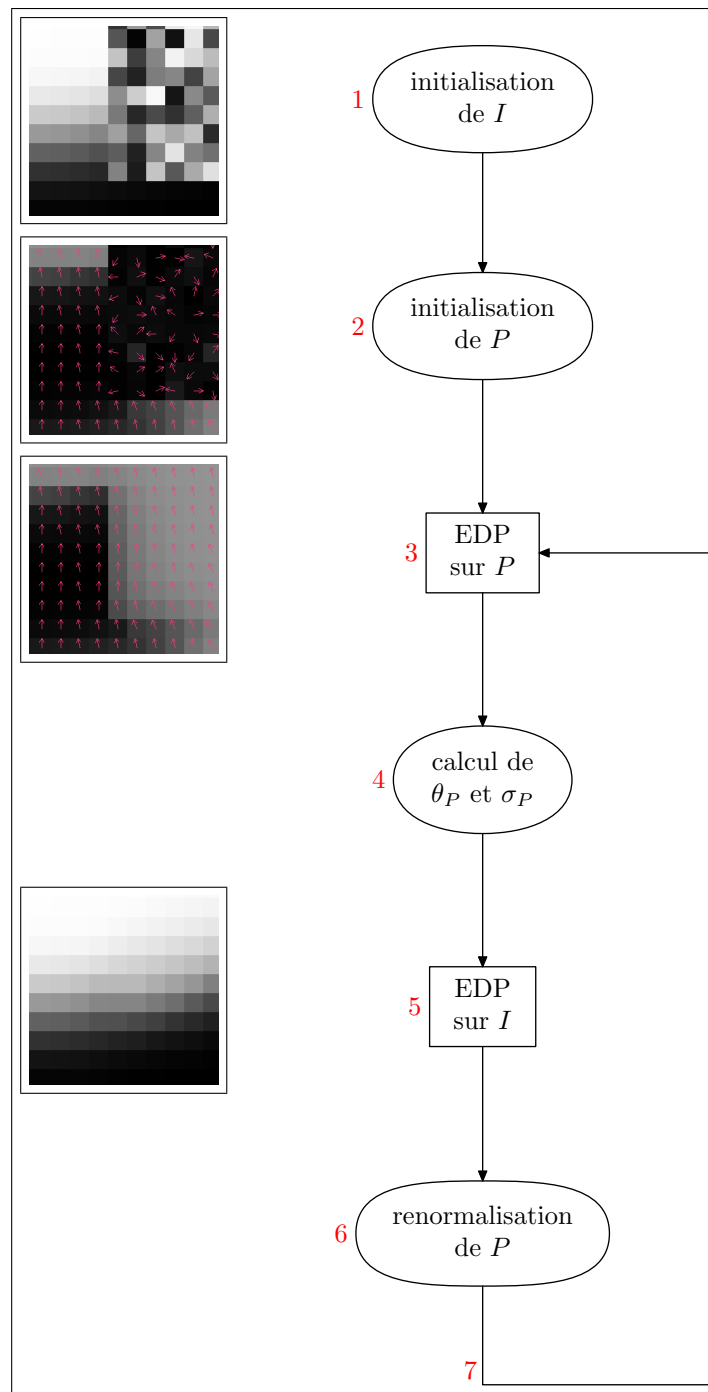 1
initialisation
de I
2
initialisation
de P
3
EDP
sur P
4
calcul de
θ_P et σ_P
5
EDP
sur I
6
renormalisation
de P
7